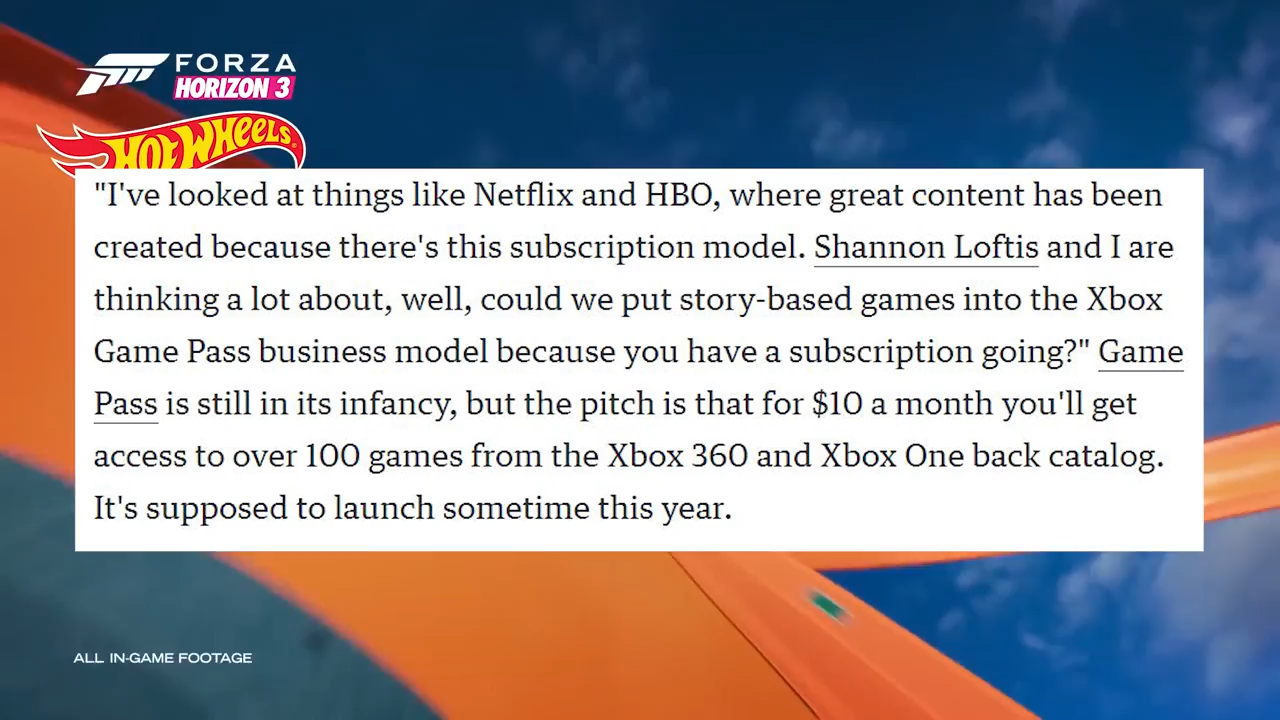 FORZA
HORIZON 3
HOT WHEELS
"I've looked at things like Netflix and HBO, where great content has been
created because there's this subscription model. Shannon Loftis and I are
thinking a lot about, well, could we put story-based games into the Xbox
Game Pass business model because you have a subscription going?" Game
Pass is still in its infancy, but the pitch is that for $10 a month you'll get
access to over 100 games from the Xbox 360 and Xbox One back catalog.
It's supposed to launch sometime this year.
ALL IN-GAME FOOTAGE